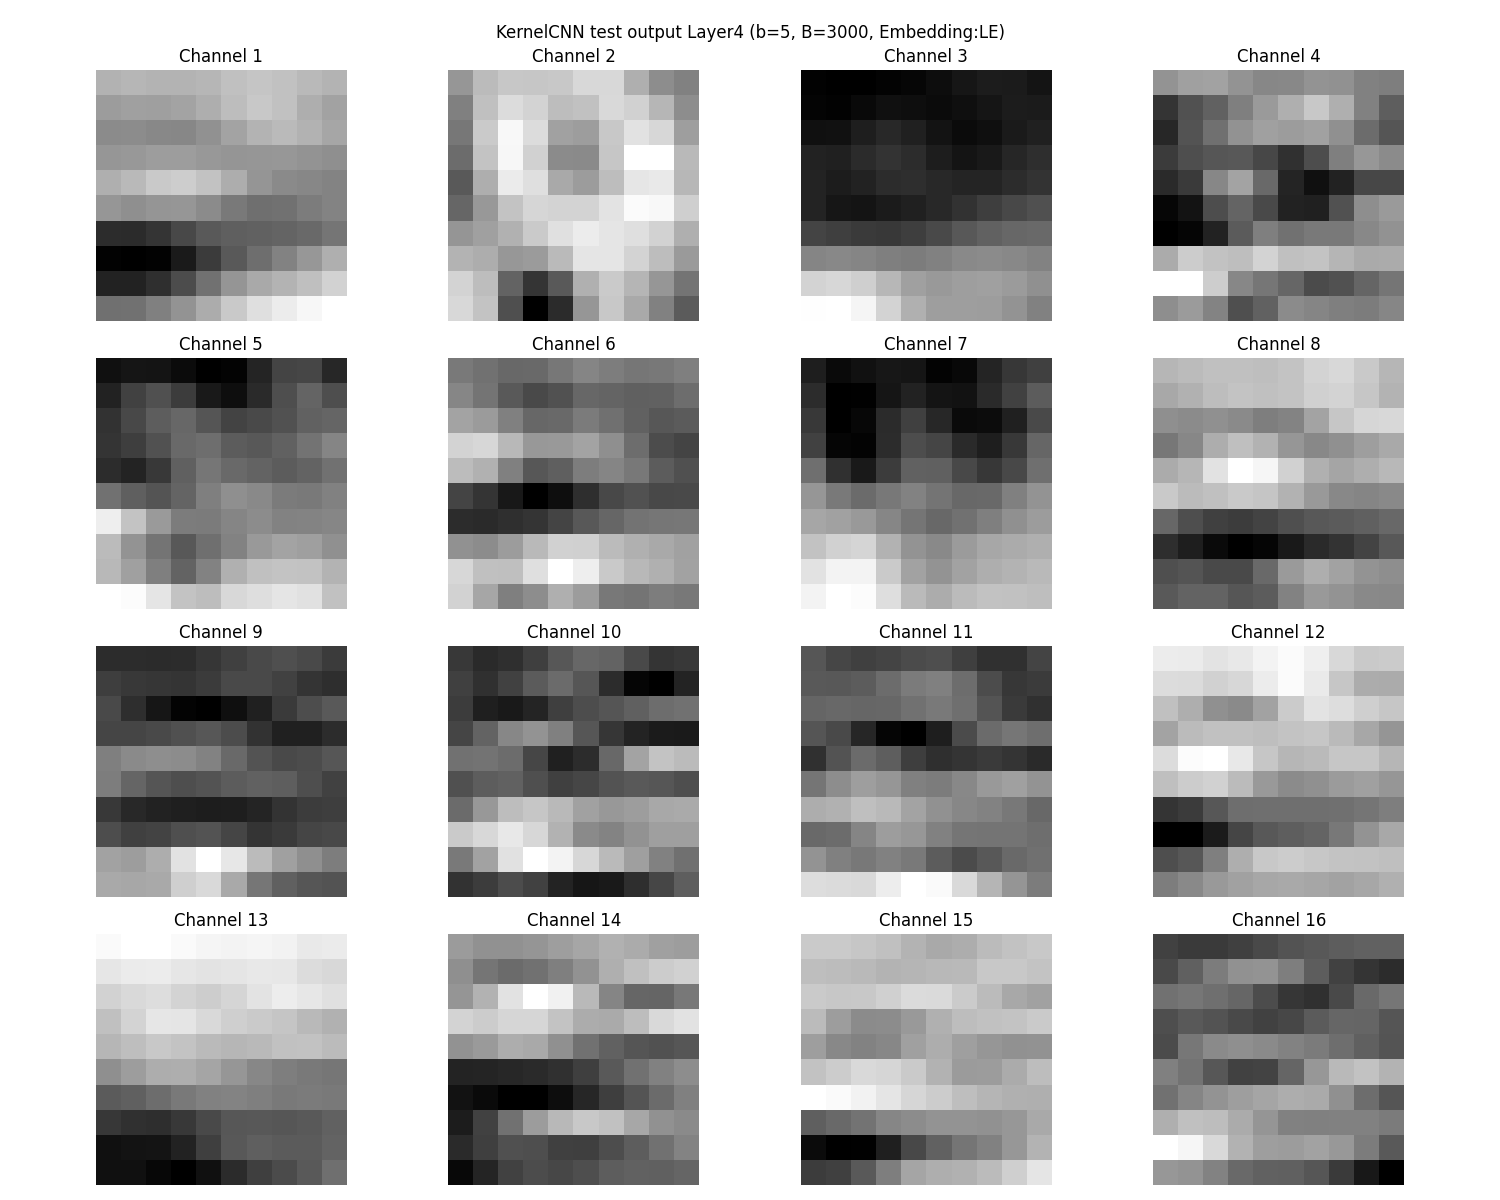 KernelCNN test output Layer4 (b=5, B=3000, Embedding:LE)
Channel 1
Channel 2
Channel 3
Channel 4
Channel 5
Channel 6
Channel 7
Channel 8
Channel 9
Channel 10
Channel 11
Channel 12
Channel 13
Channel 14
Channel 15
Channel 16